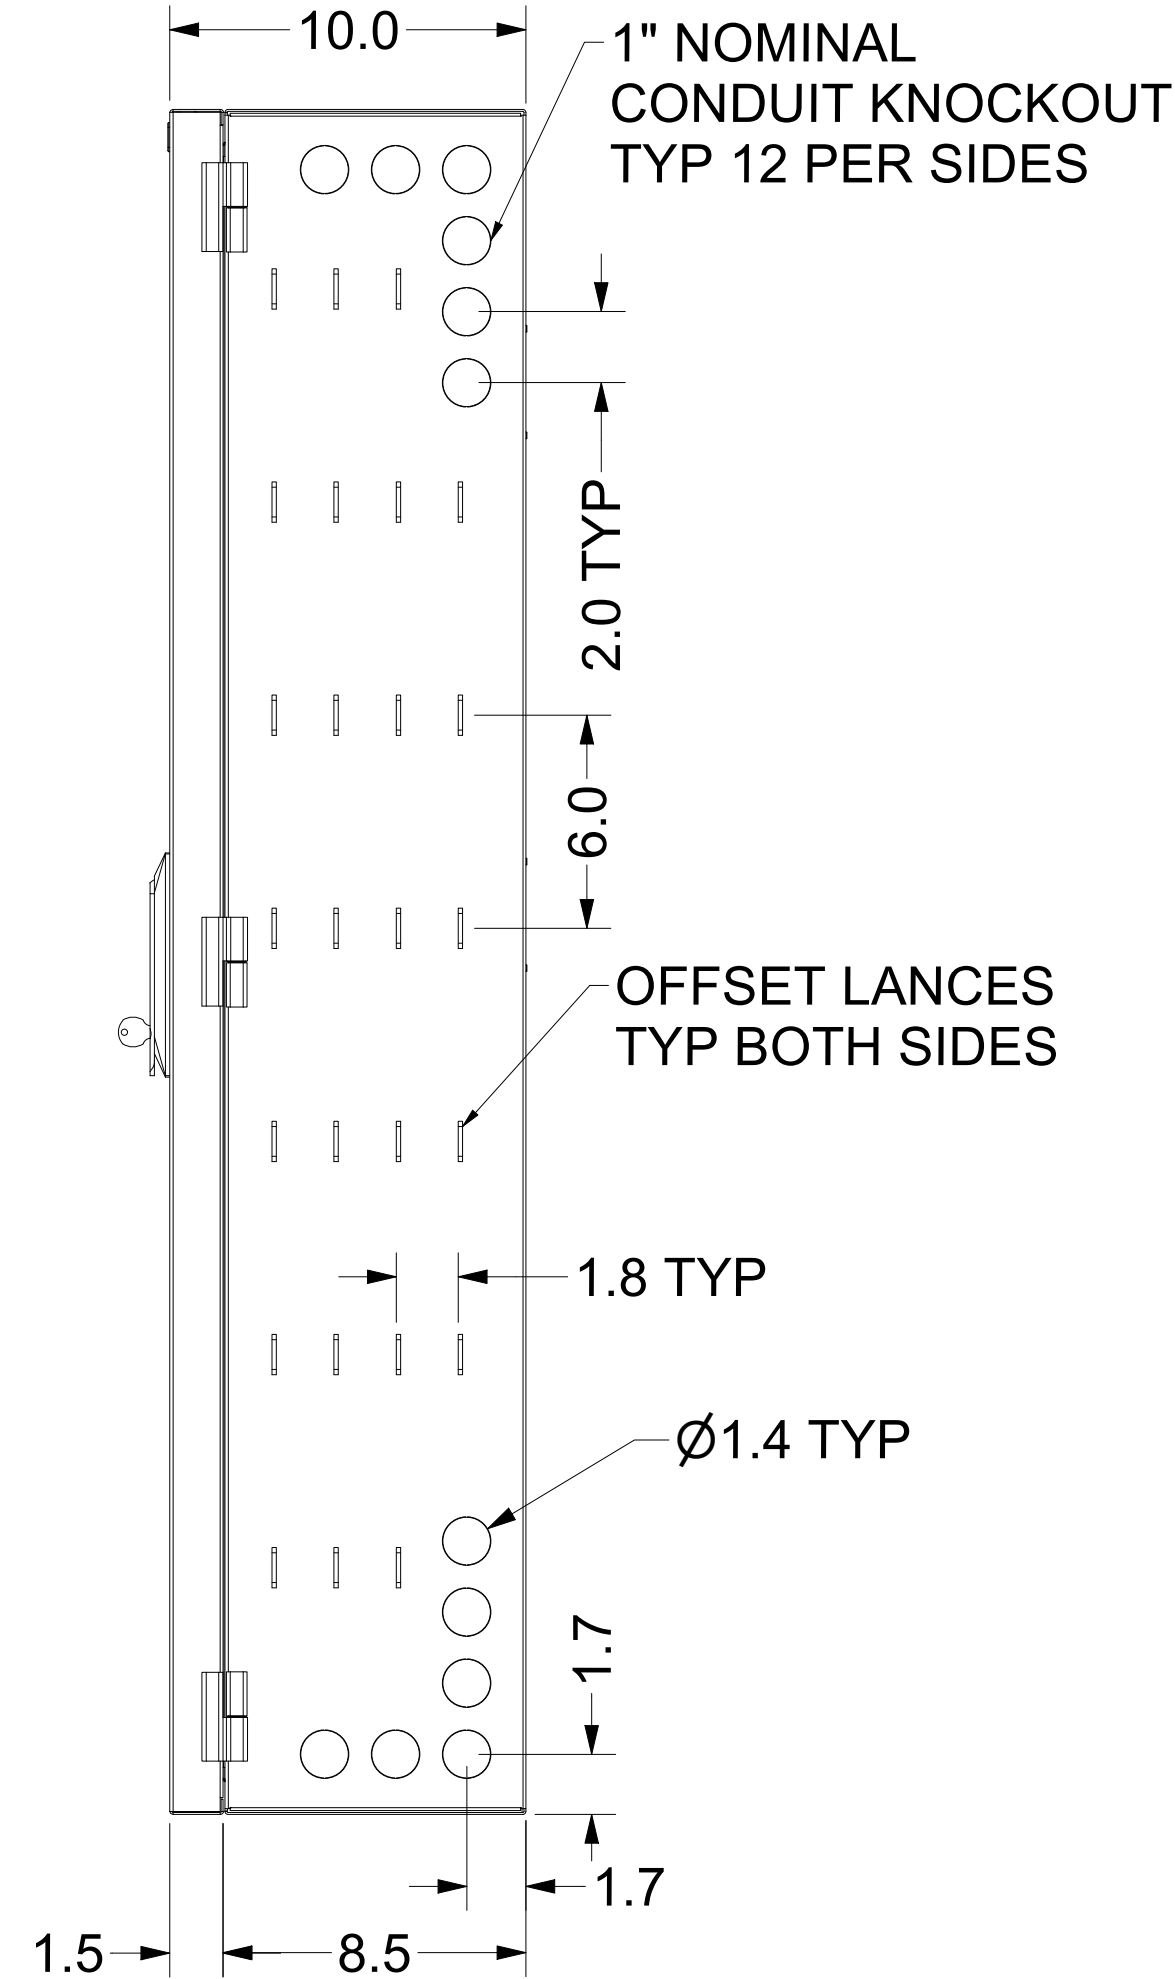 10.0
1" NOMINAL
CONDUIT KNOCKOUT
TYP 12 PER SIDES
2.0 TYP
6.0
OFFSET LANCES
TYP BOTH SIDES
1.8 TYP
Ø1.4 TYP
1.7
1.7
1.5
8.5